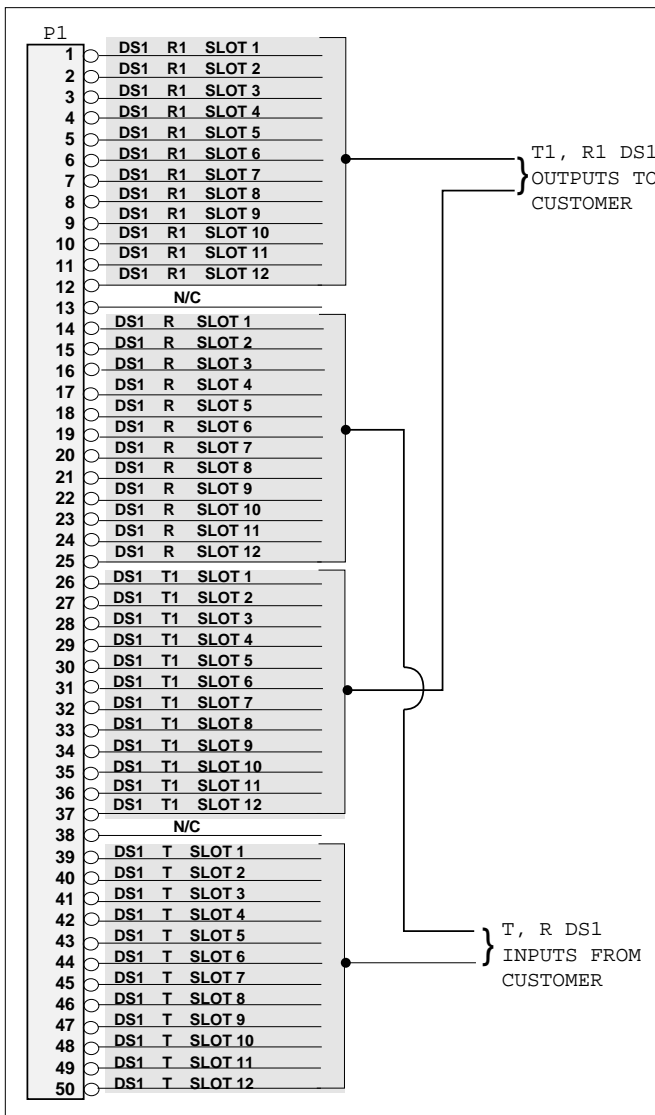 P1
1 DS1 R1 SLOT 1
2 DS1 R1 SLOT 2
3 DS1 R1 SLOT 3
4 DS1 R1 SLOT 4
5 DS1 R1 SLOT 5
6 DS1 R1 SLOT 6
7 DS1 R1 SLOT 7
8 DS1 R1 SLOT 8
9 DS1 R1 SLOT 9
10 DS1 R1 SLOT 10
11 DS1 R1 SLOT 11
12 DS1 R1 SLOT 12
13 N/C
14 DS1 R SLOT 1
15 DS1 R SLOT 2
16 DS1 R SLOT 3
17 DS1 R SLOT 4
18 DS1 R SLOT 5
19 DS1 R SLOT 6
20 DS1 R SLOT 7
21 DS1 R SLOT 8
22 DS1 R SLOT 9
23 DS1 R SLOT 10
24 DS1 R SLOT 11
25 DS1 R SLOT 12
26 DS1 T1 SLOT 1
27 DS1 T1 SLOT 2
28 DS1 T1 SLOT 3
29 DS1 T1 SLOT 4
30 DS1 T1 SLOT 5
31 DS1 T1 SLOT 6
32 DS1 T1 SLOT 7
33 DS1 T1 SLOT 8
34 DS1 T1 SLOT 9
35 DS1 T1 SLOT 10
36 DS1 T1 SLOT 11
37 DS1 T1 SLOT 12
38 N/C
39 DS1 T SLOT 1
40 DS1 T SLOT 2
41 DS1 T SLOT 3
42 DS1 T SLOT 4
43 DS1 T SLOT 5
44 DS1 T SLOT 6
45 DS1 T SLOT 7
46 DS1 T SLOT 8
47 DS1 T SLOT 9
48 DS1 T SLOT 10
49 DS1 T SLOT 11
50 DS1 T SLOT 12
T1, R1 DS1
OUTPUTS TO
CUSTOMER
T, R DS1
INPUTS FROM
CUSTOMER